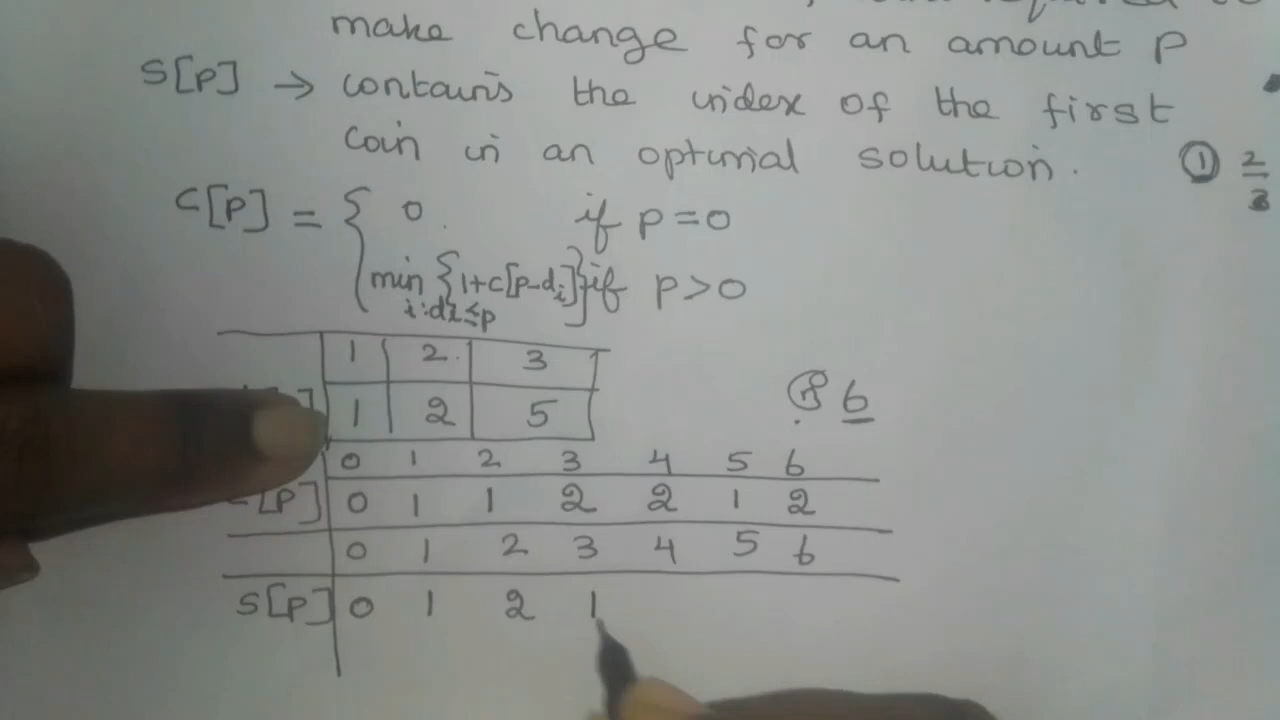 make change for an amount P
S[P] → contains the index of the first
coin in an optimal solution. ① 2
3
C[P] = { 0 if p=0
min {1+c[p-di]} if p>0
i:di≤p
1 2 3
1 2 5 6
0 1 2 3 4 5 6
[P] 0 1 1 2 2 1 2
0 1 2 3 4 5 6
S[P] 0 1 2 1